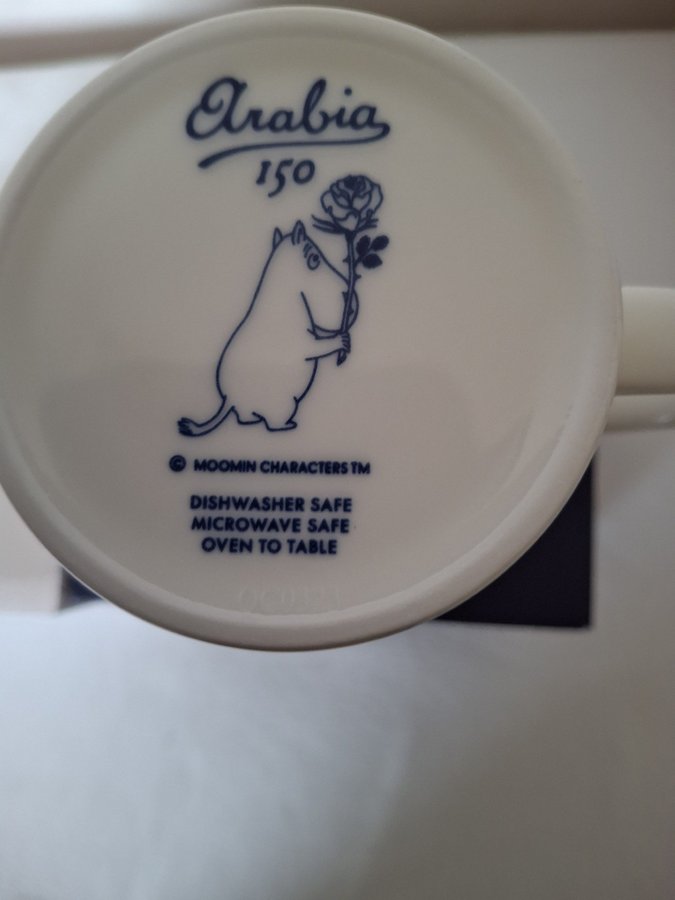 Arabia
150
© MOOMIN CHARACTERS TM
DISHWASHER SAFE
MICROWAVE SAFE
OVEN TO TABLE